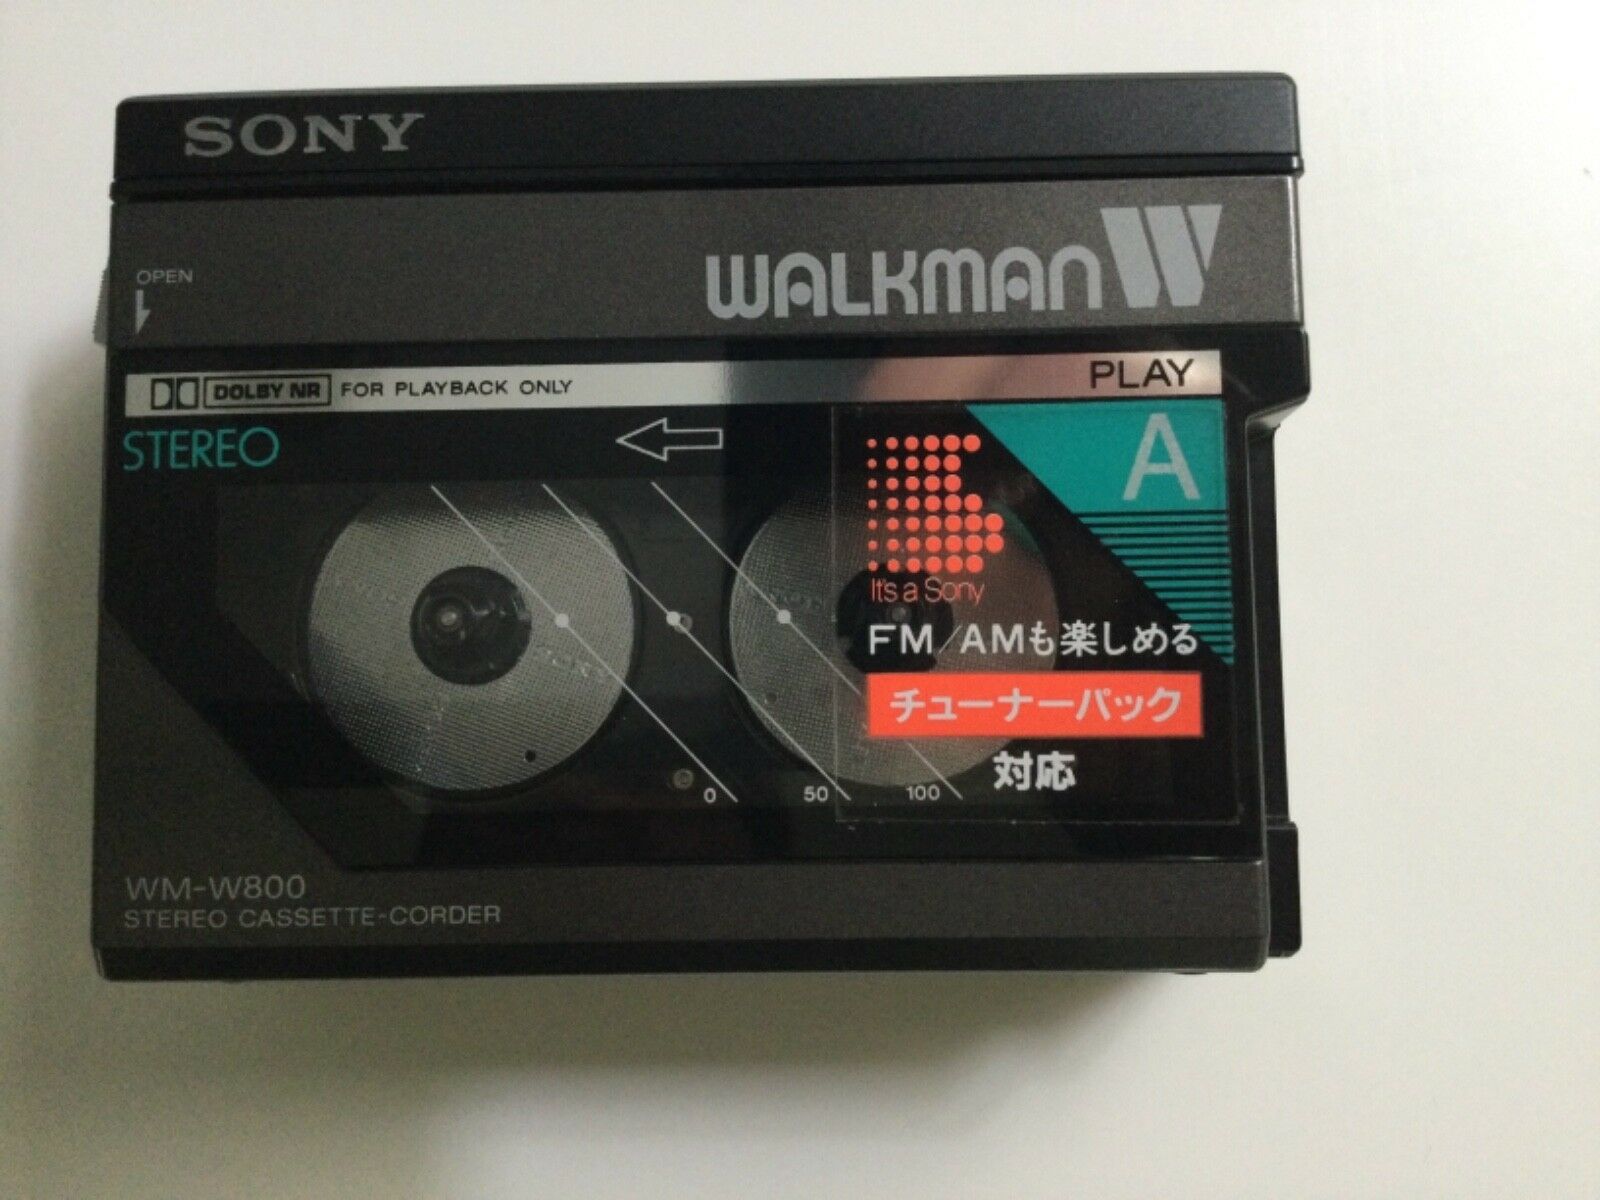 SONY
WALKMAN W
OPEN
DOLBY NR FOR PLAYBACK ONLY
PLAY
STEREO
A
It's a Sony
FM/AMも楽しめる
チューナーパック
対応
0 50 100
WM-W800
STEREO CASSETTE-CORDER